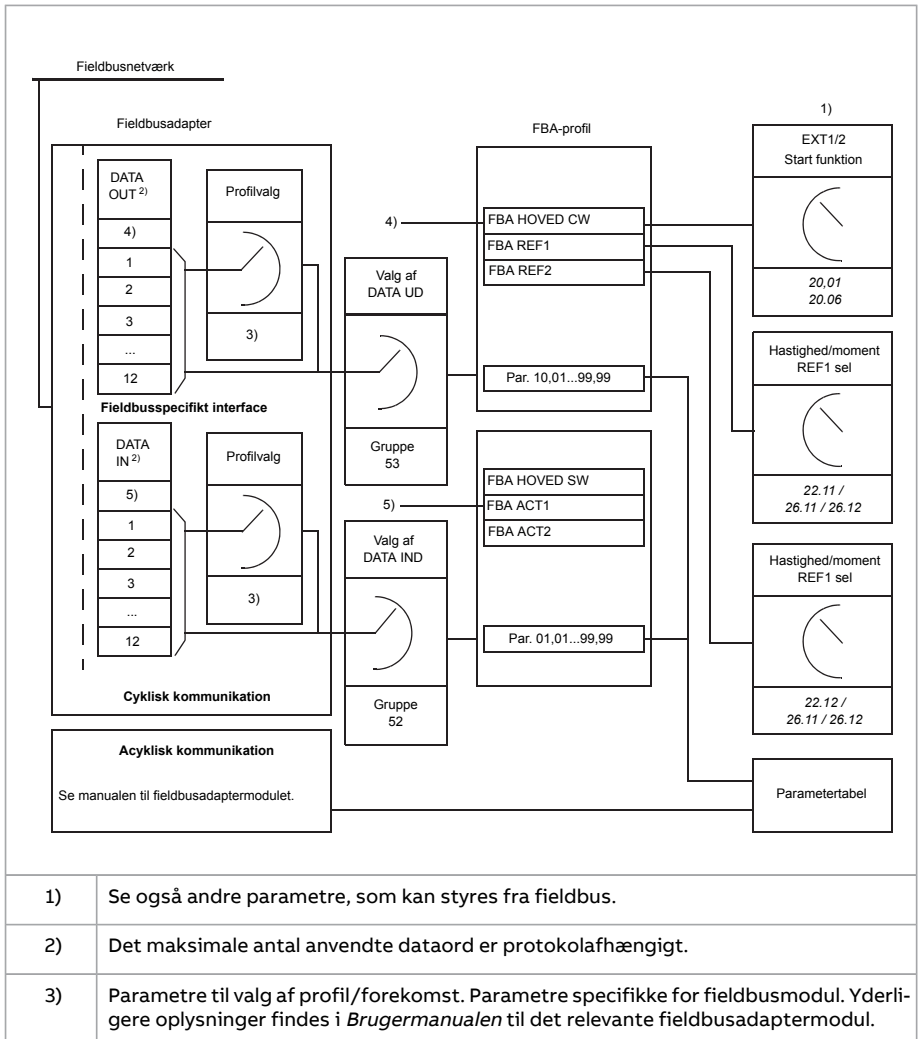 Fieldbusnetværk
Fieldbusadapter
DATA
OUT 2)
4)
1
2
3
...
12
Profilvalg
3)
Fieldbusspecifikt interface
DATA
IN 2)
5)
1
2
3
...
12
Profilvalg
3)
Cyklisk kommunikation
Acyklisk kommunikation
Se manualen til fieldbusadaptermodulet.
4)
Valg af
DATA UD
Gruppe
53
5)
Valg af
DATA IND
Gruppe
52
FBA-profil
FBA HOVED CW
FBA REF1
FBA REF2
Par. 10,01...99,99
FBA HOVED SW
FBA ACT1
FBA ACT2
Par. 01,01...99,99
1)
EXT1/2
Start funktion
20,01
20.06
Hastighed/moment
REF1 sel
22.11 /
26.11 / 26.12
Hastighed/moment
REF1 sel
22.12 /
26.11 / 26.12
Parametertabel
1) Se også andre parametre, som kan styres fra fieldbus.
2) Det maksimale antal anvendte dataord er protokolafhængigt.
3) Parametre til valg af profil/forekomst. Parametre specifikke for fieldbusmodul. Yderli-
gere oplysninger findes i Brugermanualen til det relevante fieldbusadaptermodul.